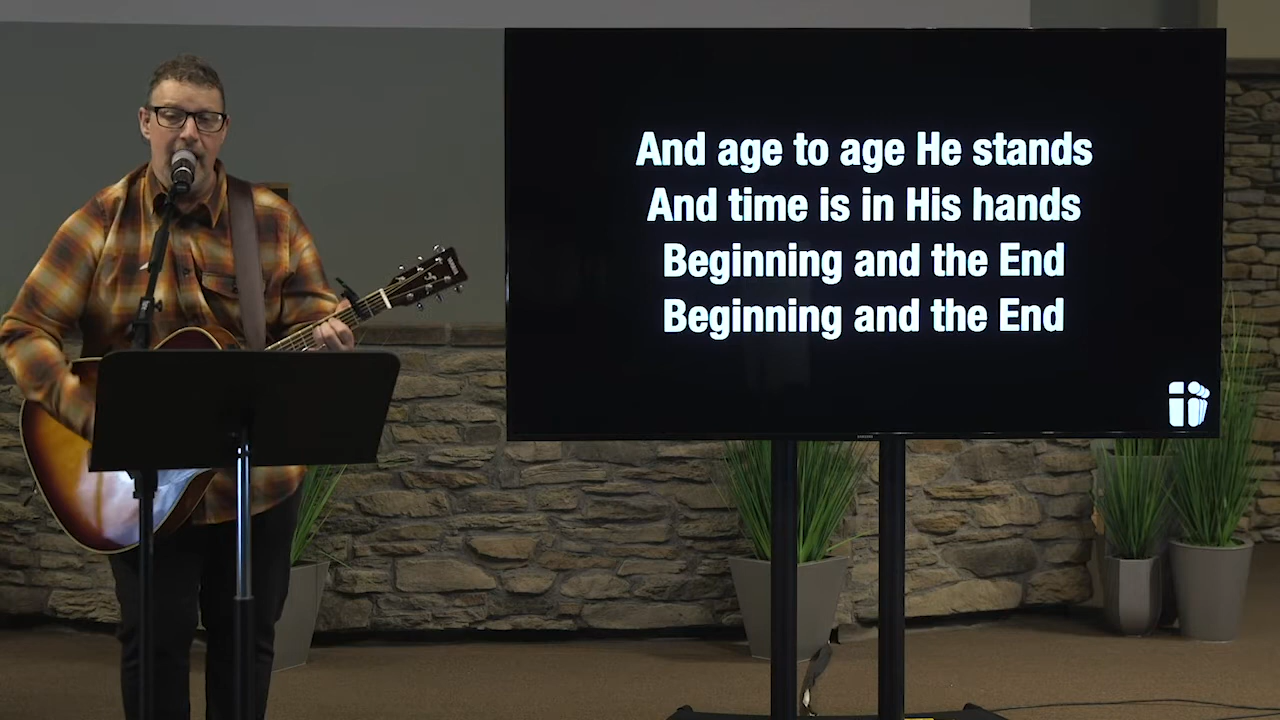 And age to age He stands
And time is in His hands
Beginning and the End
Beginning and the End